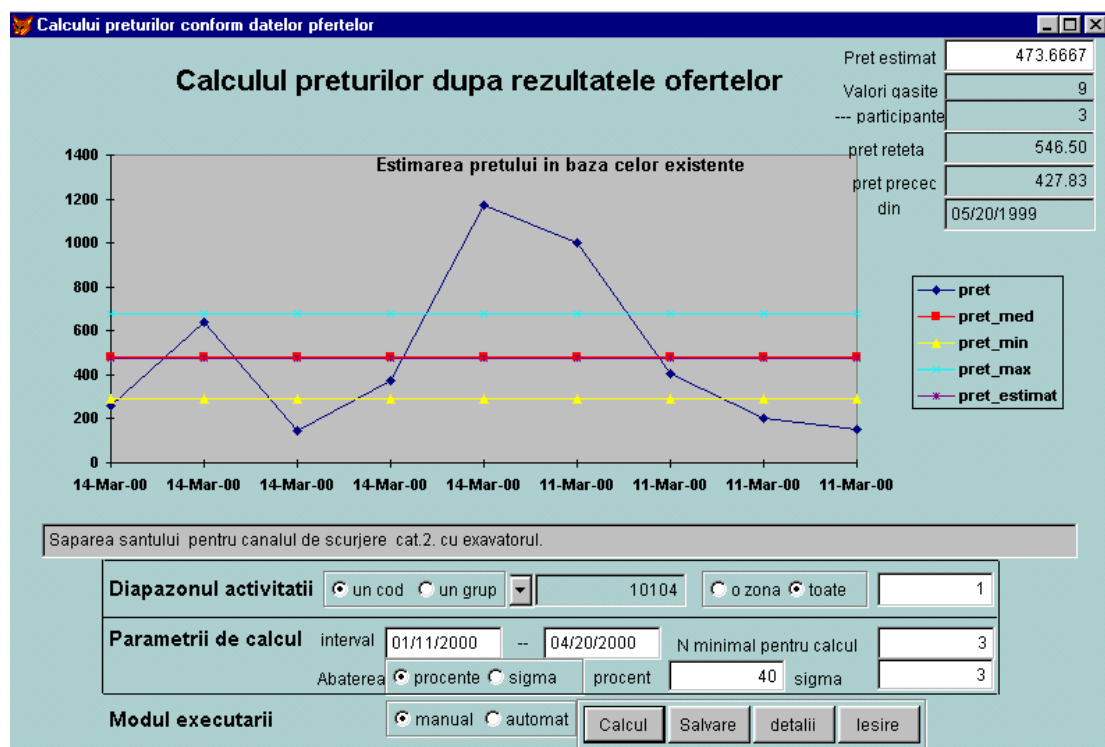 Calcului preturilor conform datelor pfertelor
Calculul preturilor dupa rezultatele ofertelor
Pret estimat 473.6667
Valori qasite 9
--- participante 3
pret reteta 546.50
pret precec 427.83
din 05/20/1999
Estimarea pretului in baza celor existente
1400
1200
1000
800
600
400
200
0
14-Mar-00 14-Mar-00 14-Mar-00 14-Mar-00 14-Mar-00 11-Mar-00 11-Mar-00 11-Mar-00 11-Mar-00
pret
pret_med
pret_min
pret_max
pret_estimat
Saparea santului pentru canalul de scurjere cat.2. cu exavatorul.
Diapazonul activitatii un cod un grup 10104 o zona toate 1
Parametrii de calcul interval 01/11/2000 -- 04/20/2000 N minimal pentru calcul 3
Abaterea procente sigma procent 40 sigma 3
Modul executarii manual automat Calcul Salvare detalii Iesire